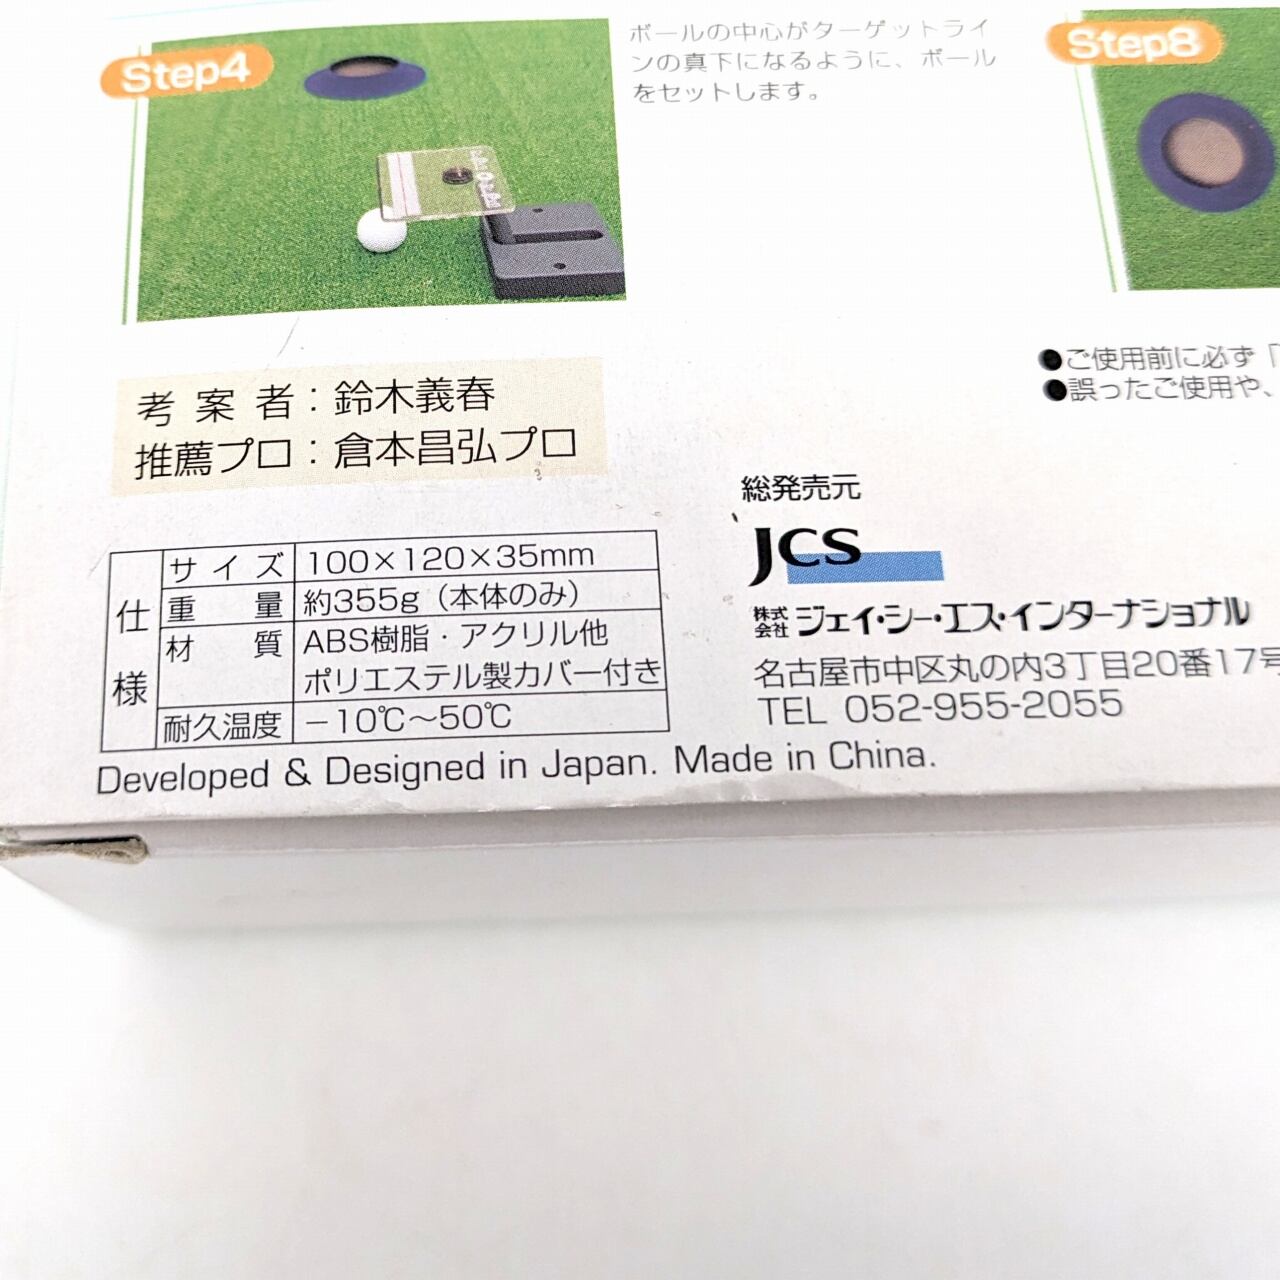 Step4
ボールの中心がターゲットライ
ンの真下になるように、ボール
をセットします。
Step8
●ご使用前に必ず「
●誤ったご使用や、
考案者：鈴木義春
推薦プロ：倉本昌弘プロ
仕様
サイズ 100×120×35mm
重量 約355g（本体のみ）
材質 ABS樹脂・アクリル他
ポリエステル製カバー付き
耐久温度 －10℃～50℃
Developed & Designed in Japan. Made in China.
総発売元
JCS
株式会社 ジェイ・シー・エス・インターナショナル
名古屋市中区丸の内3丁目20番17号
TEL 052-955-2055